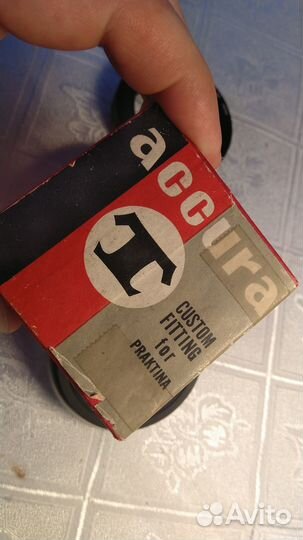 accura
T
CUSTOM
FITTING
for
PRAKTINA
Avito